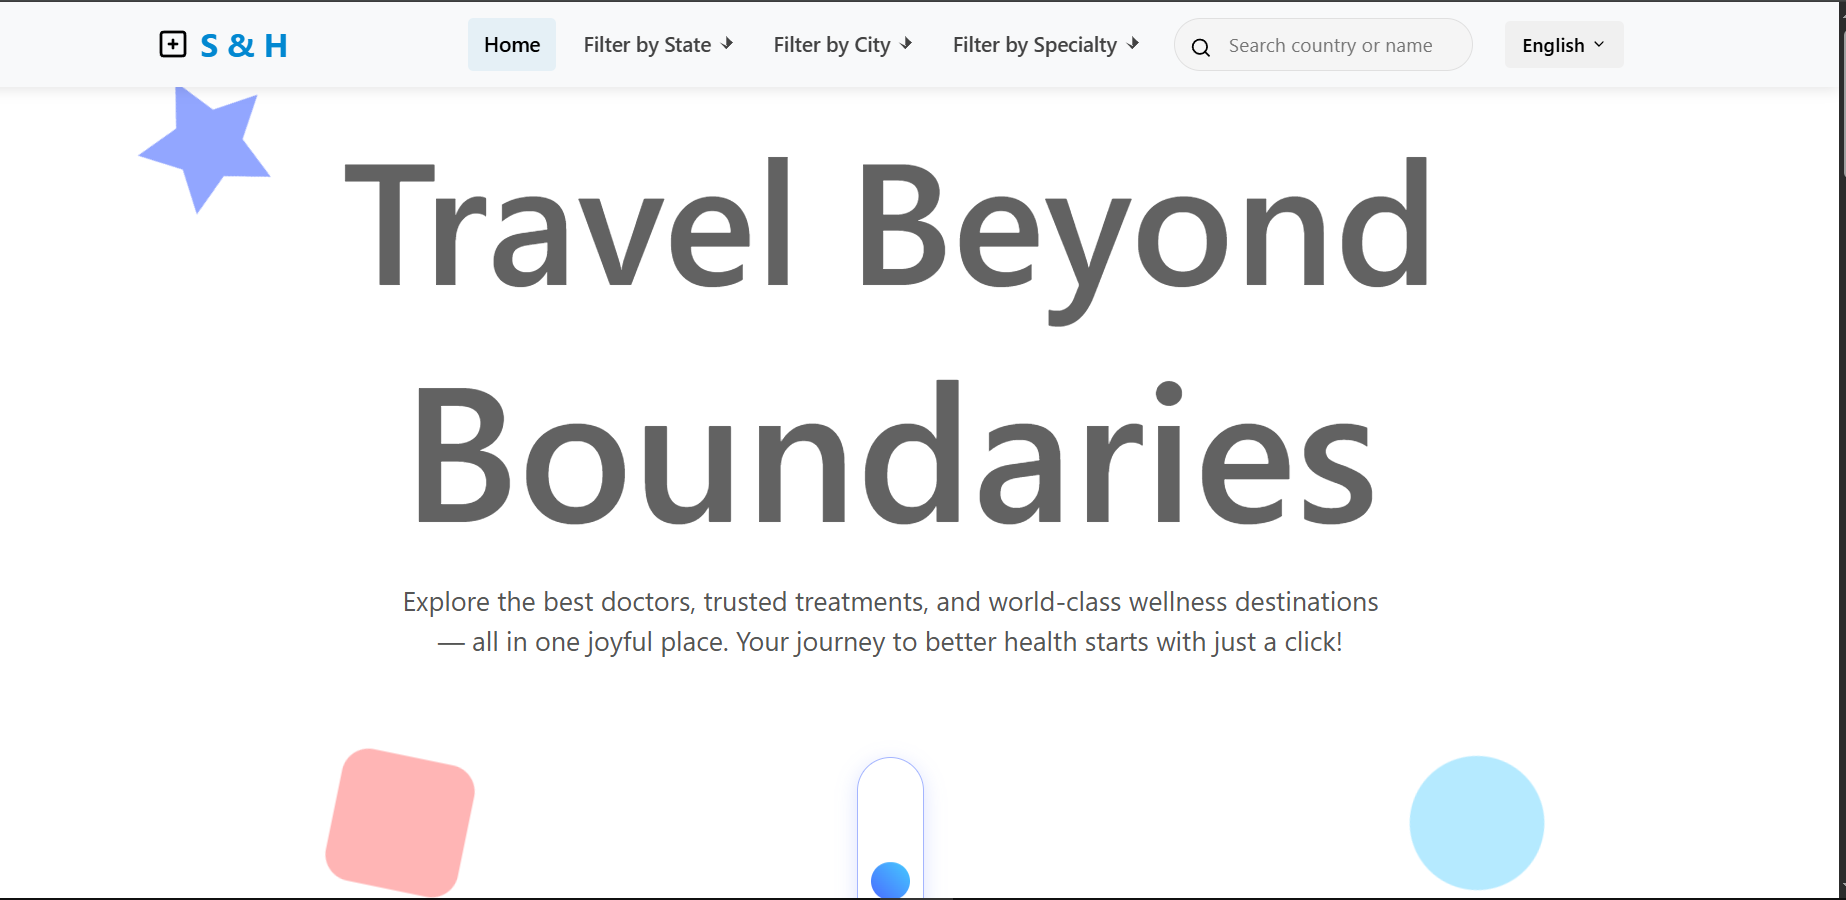 S & H
Home
Filter by State
Filter by City
Filter by Specialty
Search country or name
English
Travel Beyond
Boundaries
Explore the best doctors, trusted treatments, and world-class wellness destinations
— all in one joyful place. Your journey to better health starts with just a click!